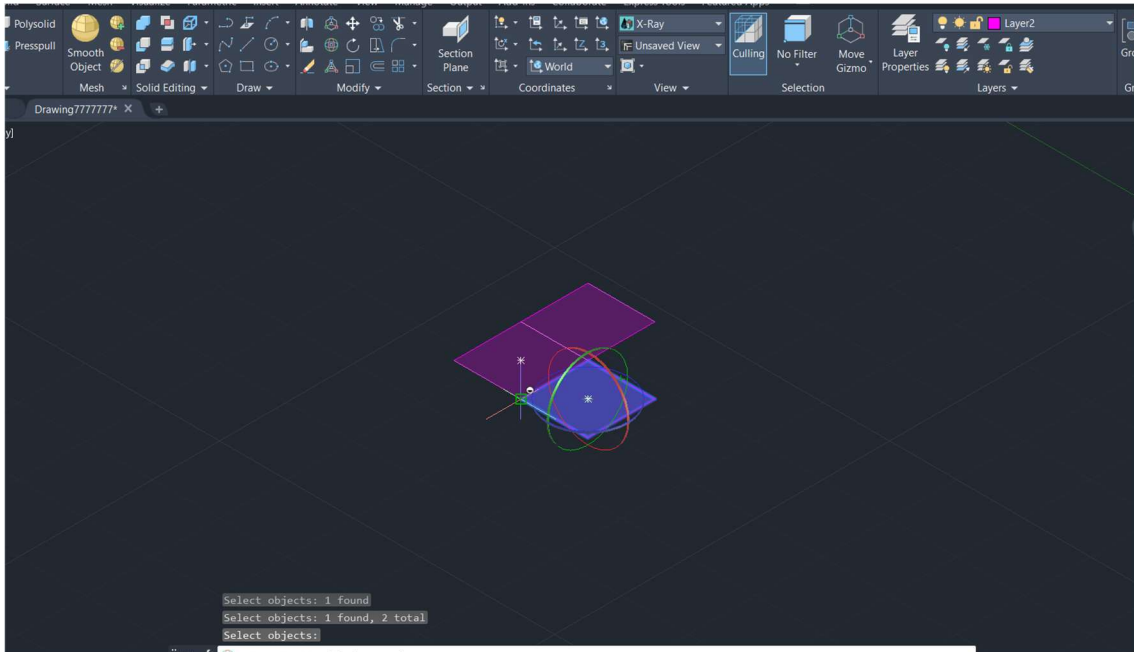 Polysolid
Presspull
Smooth
Object
Mesh
Solid Editing
Draw
Modify
Section
Plane
Section
World
Coordinates
X-Ray
Unsaved View
View
Culling
No Filter
Move
Gizmo
Selection
Layer
Properties
Layer2
Layers
Gr
Gr
Drawing7777777*
y]
Select objects: 1 found
Select objects: 1 found, 2 total
Select objects: